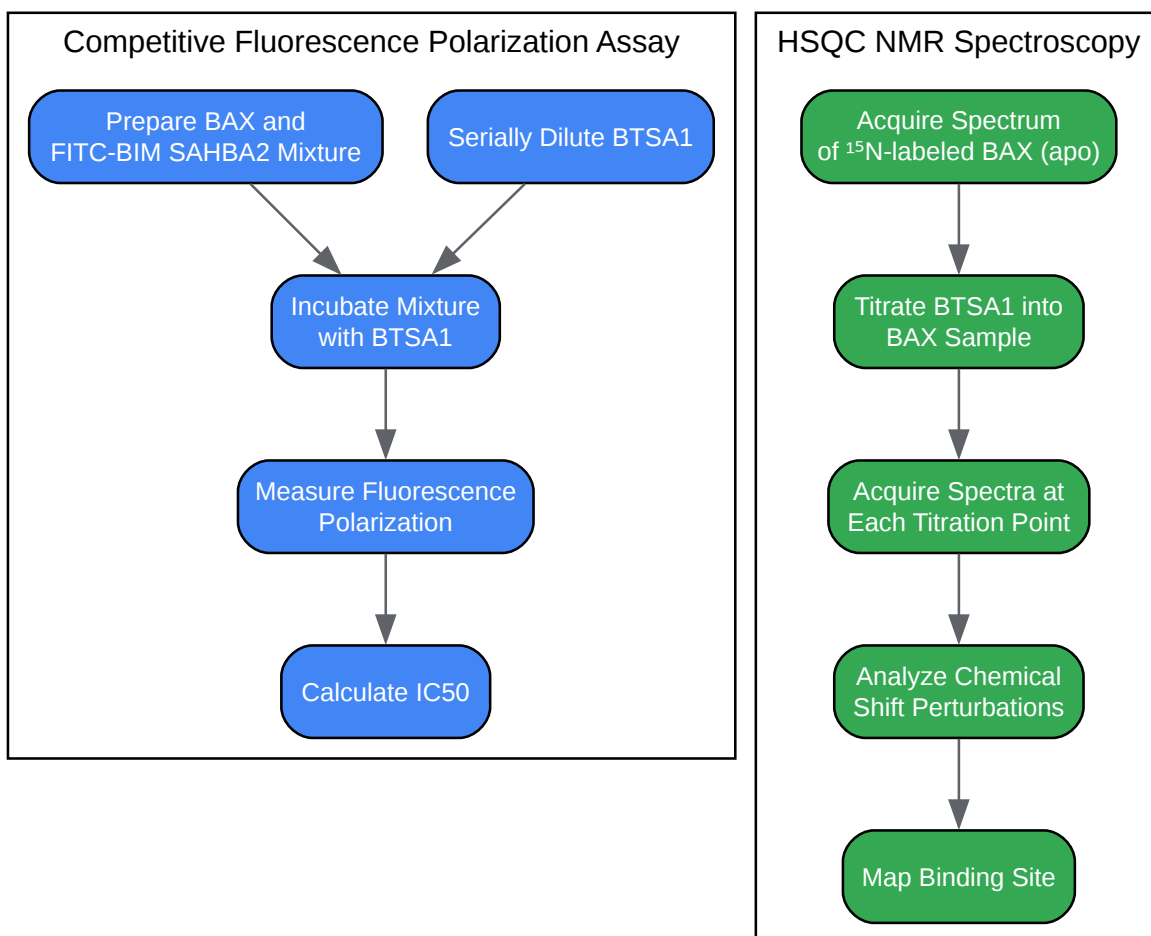 Competitive Fluorescence Polarization Assay
Prepare BAX and
FITC-BIM SAHBA2 Mixture
Serially Dilute BTSA1
Incubate Mixture
with BTSA1
Measure Fluorescence
Polarization
Calculate IC50
HSQC NMR Spectroscopy
Acquire Spectrum
of ¹⁵N-labeled BAX (apo)
Titrate BTSA1 into
BAX Sample
Acquire Spectra at
Each Titration Point
Analyze Chemical
Shift Perturbations
Map Binding Site